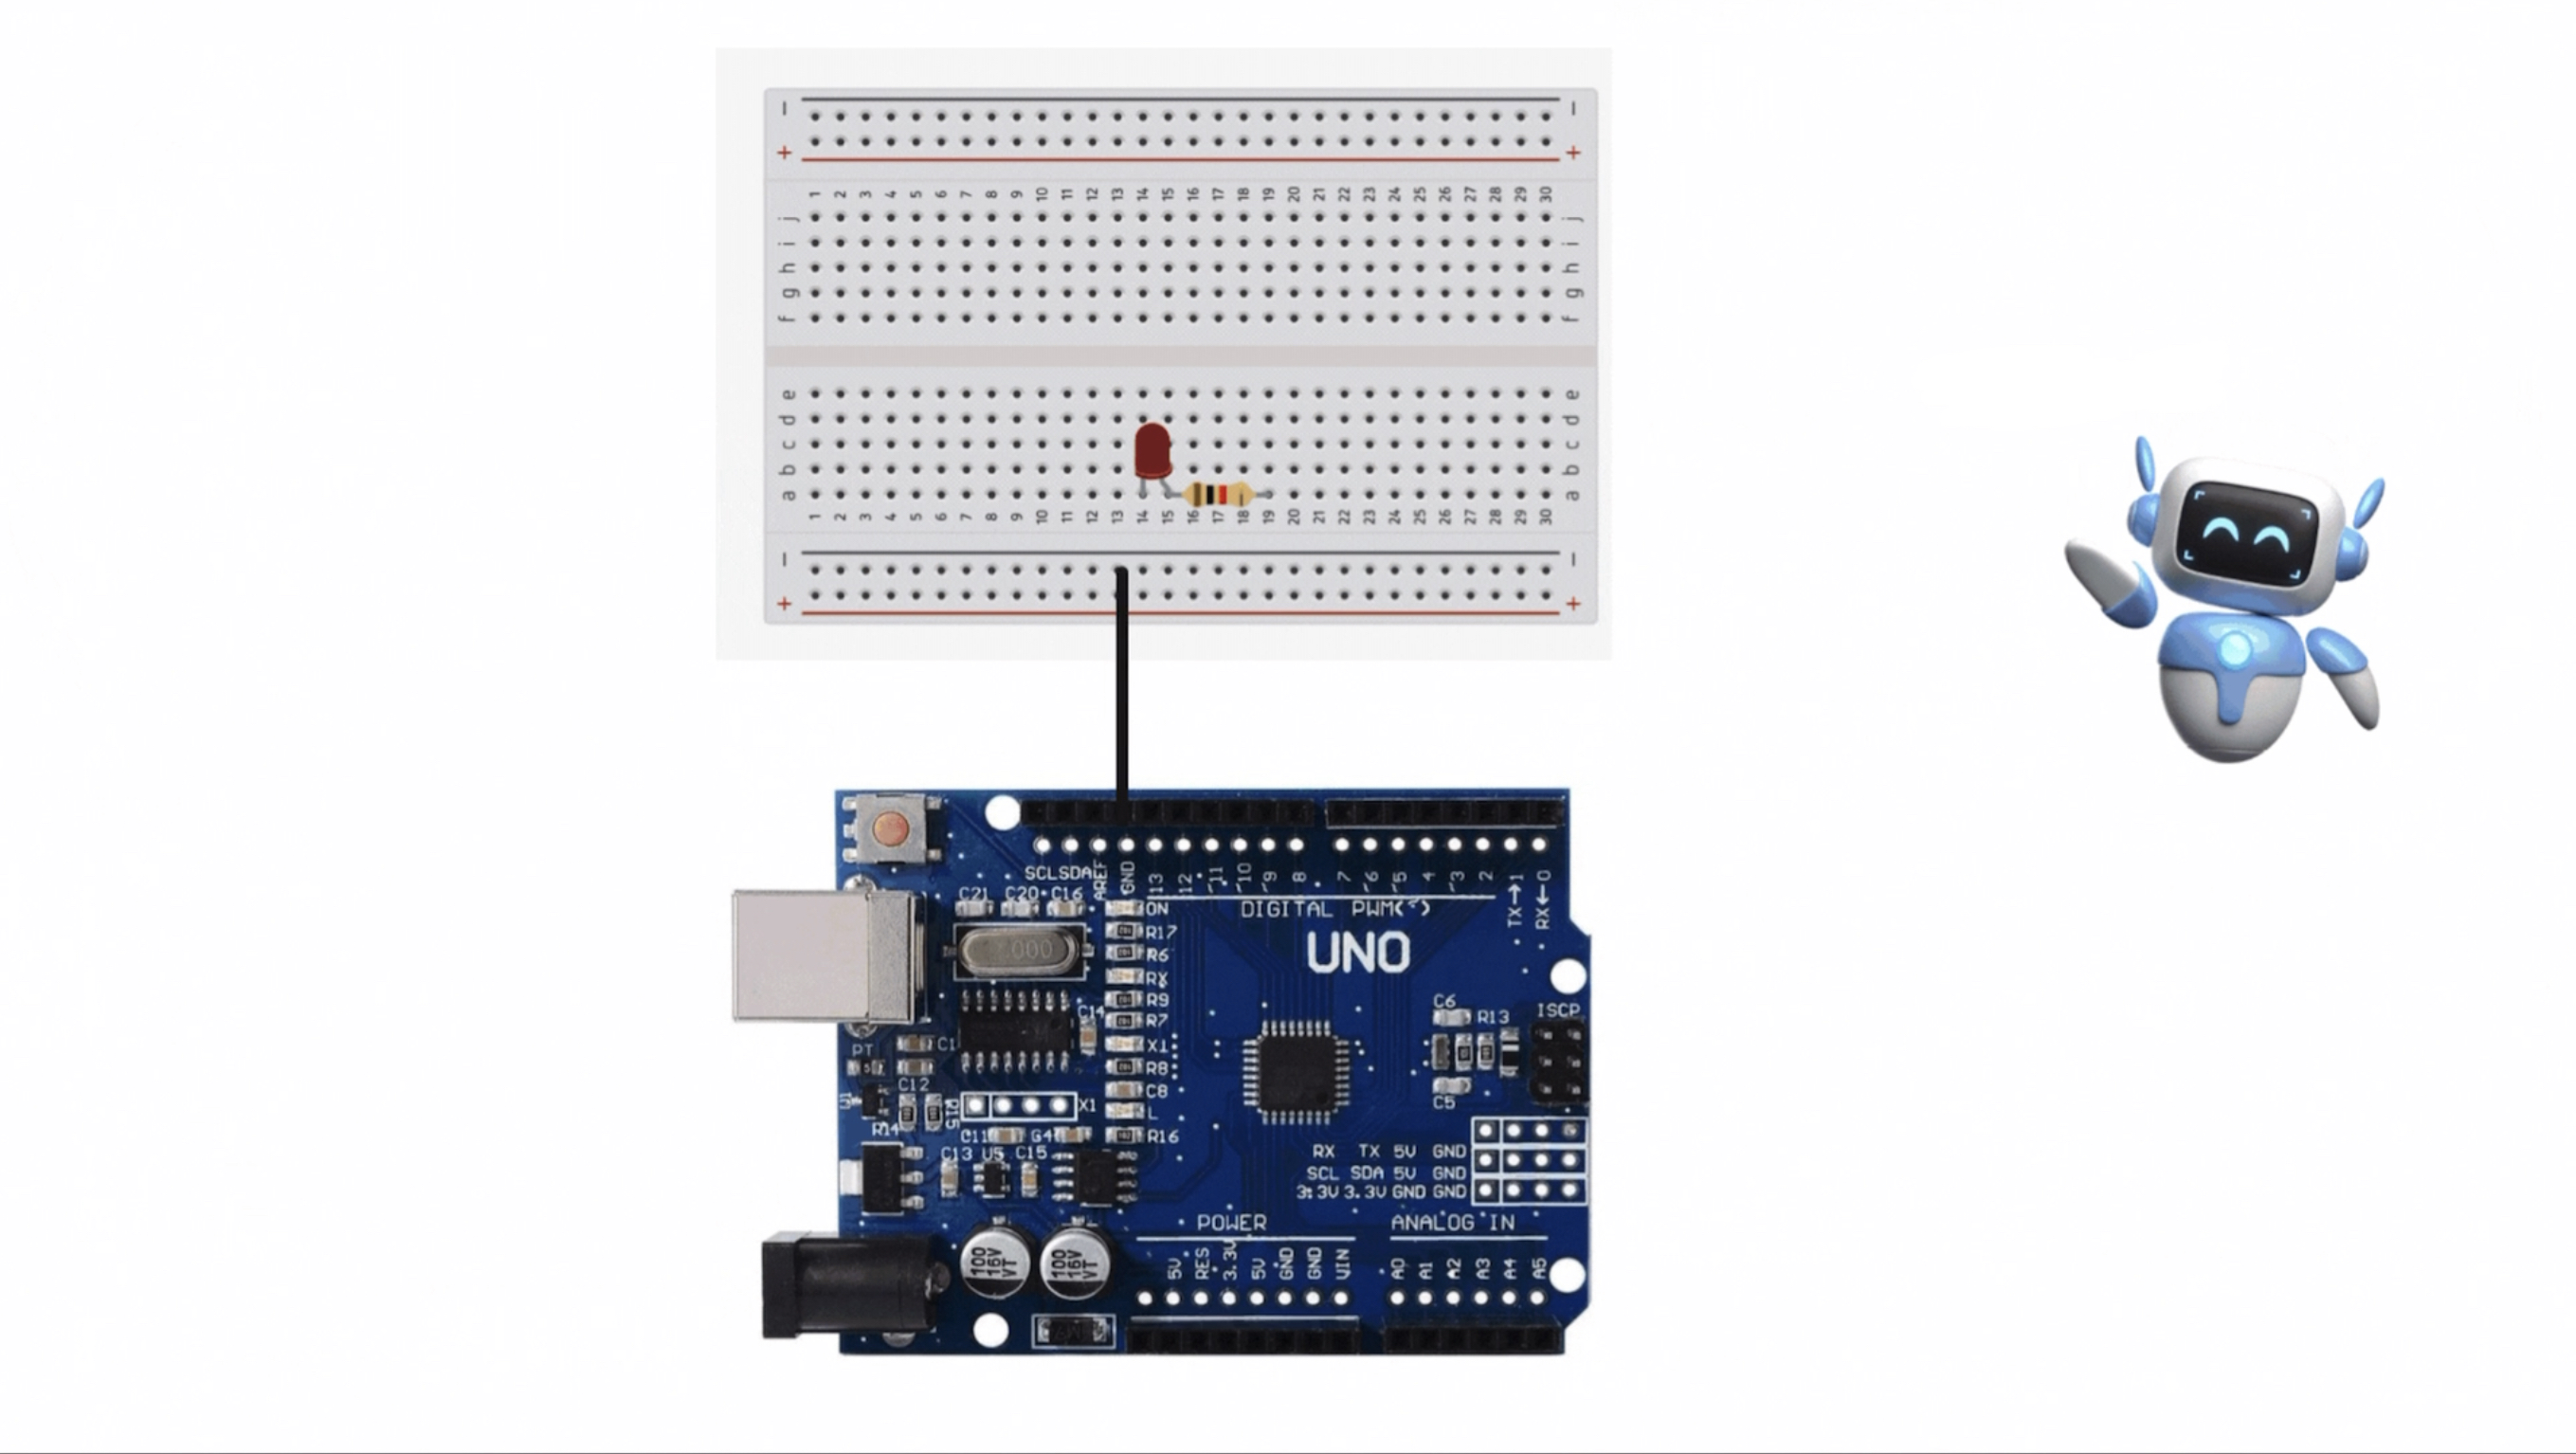 − −
+ +
1 2 3 4 5 6 7 8 9 10 11 12 13 14 15 16 17 18 19 20 21 22 23 24 25 26 27 28 29 30
j j
i i
h h
g g
f f
e e
d d
c c
b b
a a
1 2 3 4 5 6 7 8 9 10 11 12 13 14 15 16 17 18 19 20 21 22 23 24 25 26 27 28 29 30
− −
+ +
SCL SDA AREF GND 13 12 ~11 ~10 ~9 8 7 ~6 ~5 4 ~3 2 TX→1 RX←0
C21 C20 C16 ON DIGITAL PWM(~)
R17
UNO
R6
RX
R9
C6 R13 ISCP
C14 R7
PT C1 TX
R8
C12 C8 C5
X1 L
R14 R15 C11 G4 R16
RX TX 5V GND
C13 U5 C15
SCL SDA 5V GND
3.3V 3.3V GND GND
POWER ANALOG IN
100 16V VT 100 16V VT
5V RES 3.3V 5V GND GND VIN A0 A1 A2 A3 A4 A5